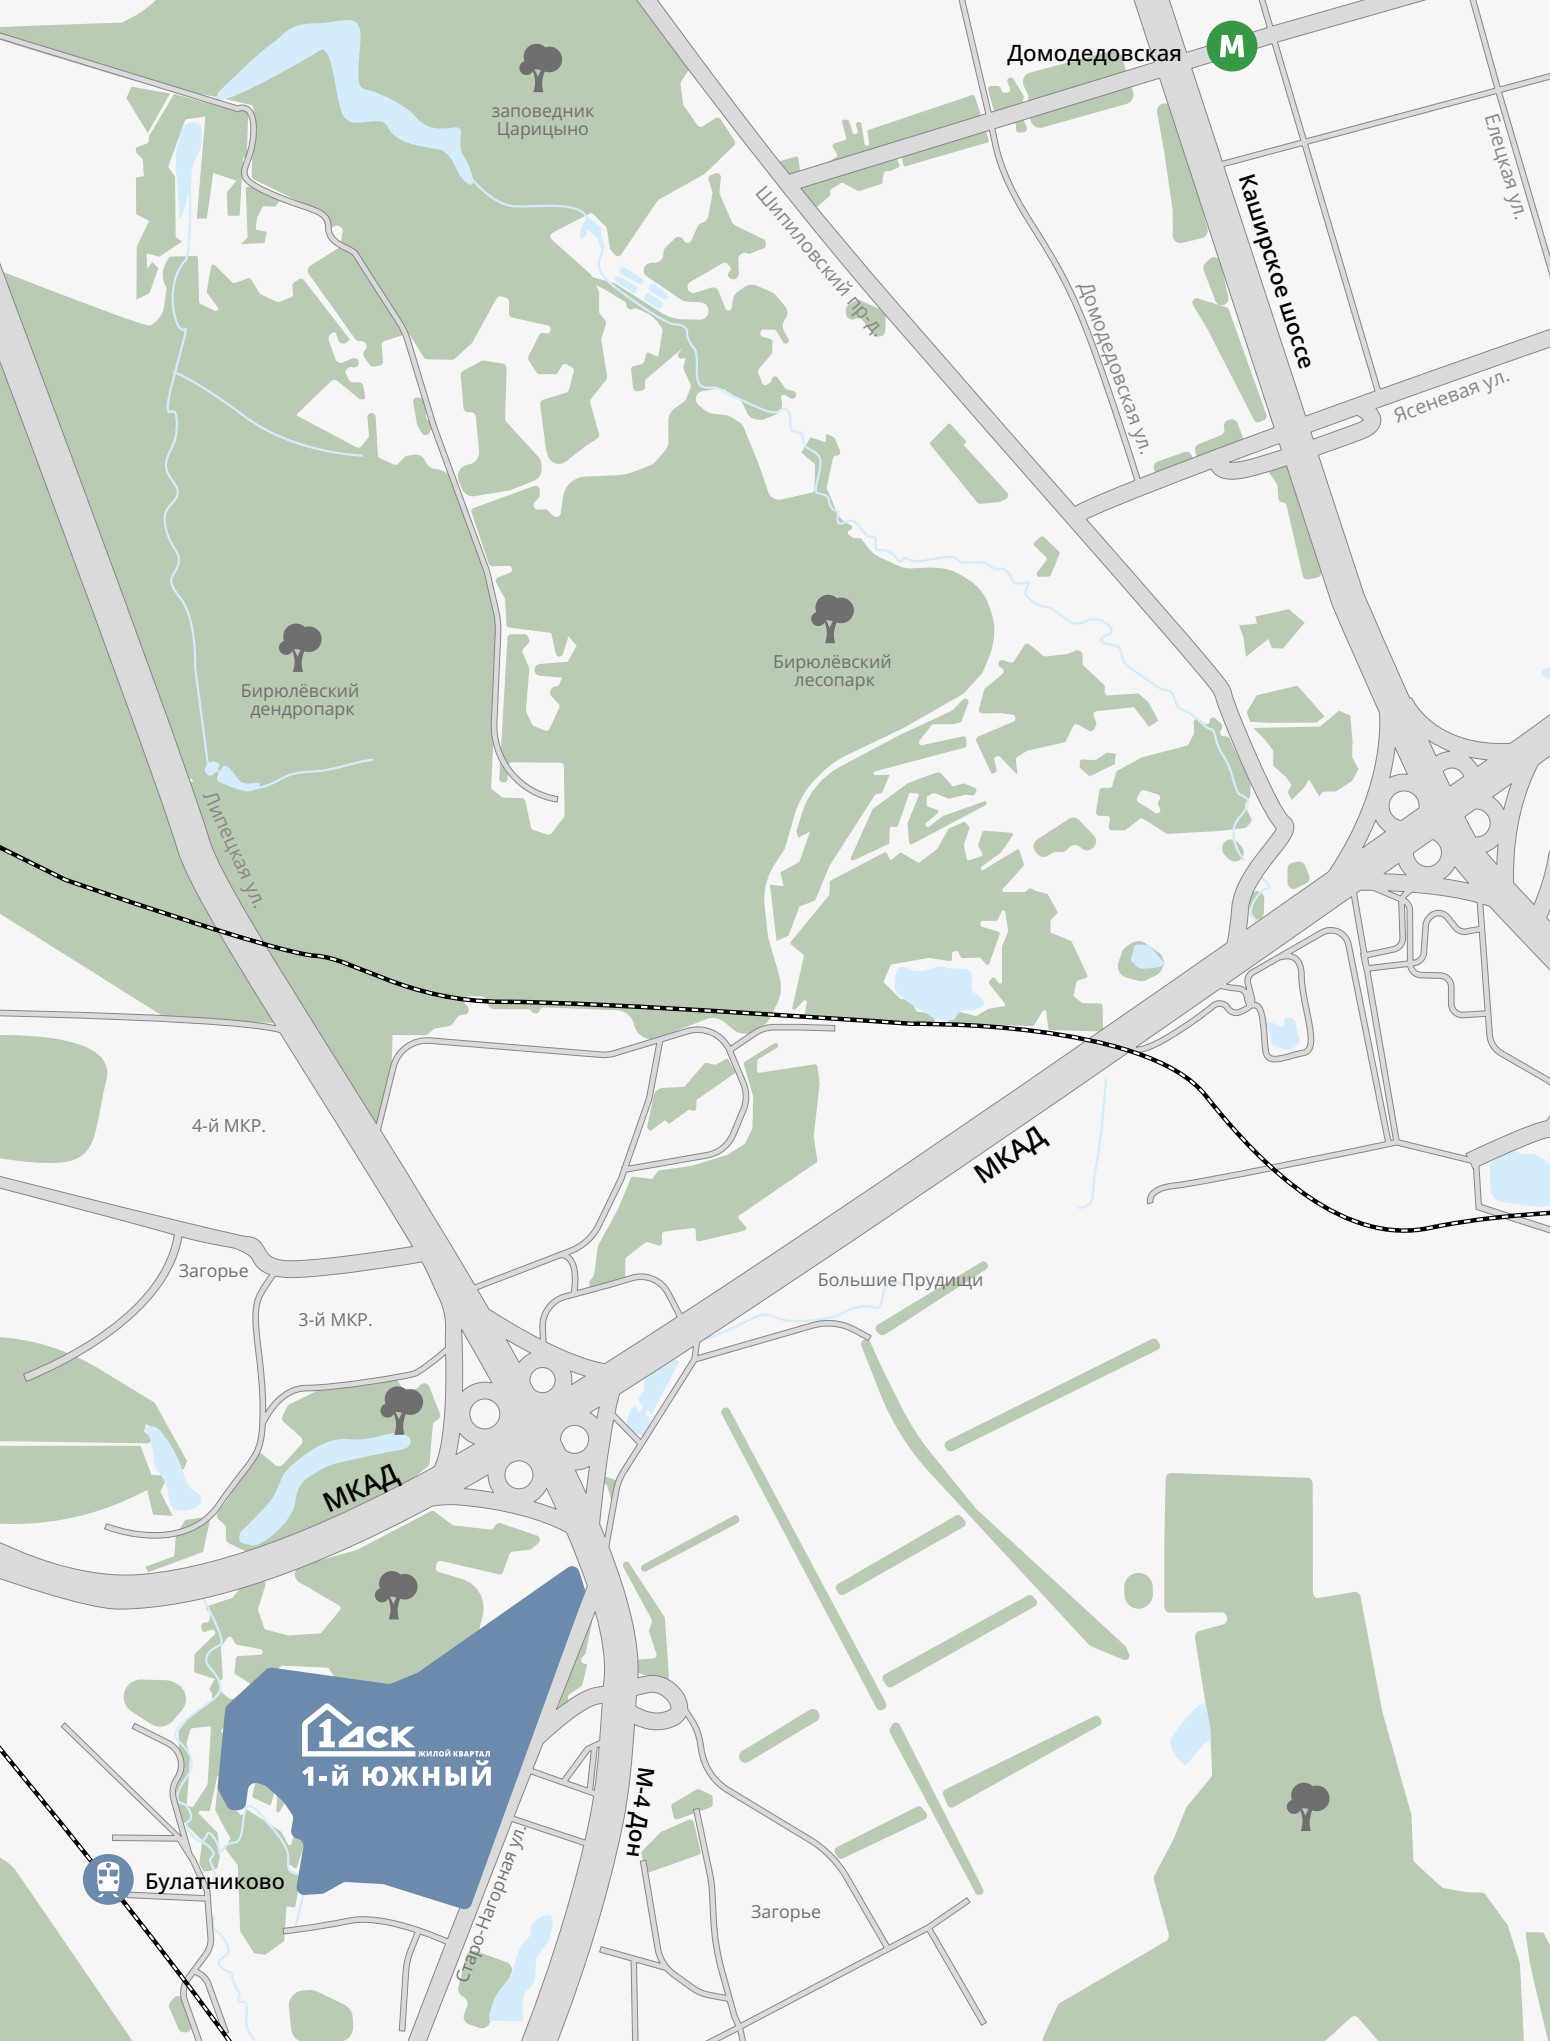 Домодедовская
М
заповедник
Царицыно
Елецкая ул.
Каширское шоссе
Шипиловский пр-д.
Домодедовская ул.
Ясеневая ул.
Бирюлёвский
лесопарк
Бирюлёвский
дендропарк
Липецкая ул.
4-й МКР.
МКАД
Загорье
Большие Прудищи
3-й МКР.
МКАД
1ДСК
ЖИЛОЙ КВАРТАЛ
1-й ЮЖНЫЙ
М-4 Дон
Старо-Нагорная ул.
Булатниково
Загорье